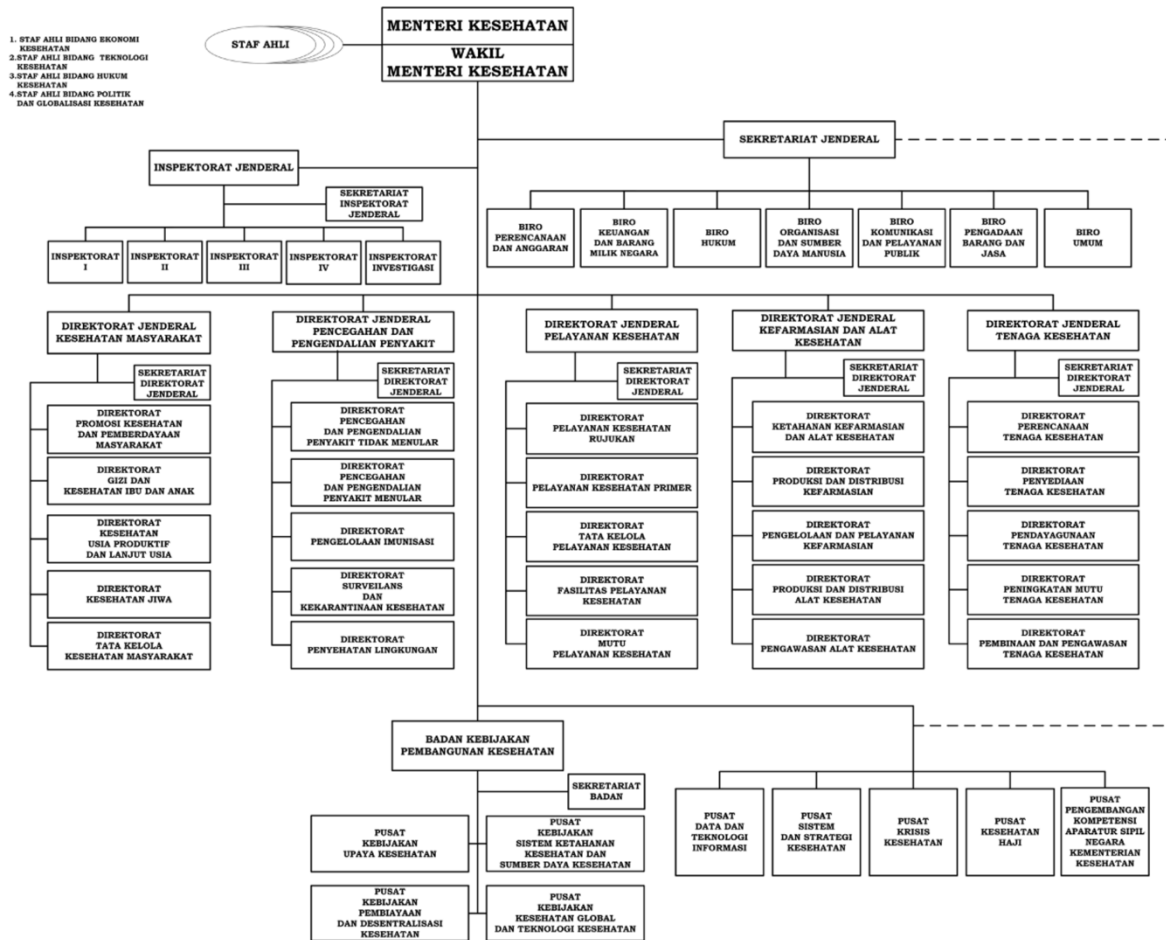 MENTERI KESEHATAN
WAKIL
MENTERI KESEHATAN
STAF AHLI
1. STAF AHLI BIDANG EKONOMI
KESEHATAN
2.STAF AHLI BIDANG TEKNOLOGI
KESEHATAN
3.STAF AHLI BIDANG HUKUM
KESEHATAN
4.STAF AHLI BIDANG POLITIK
DAN GLOBALISASI KESEHATAN
SEKRETARIAT JENDERAL
INSPEKTORAT JENDERAL
SEKRETARIAT
INSPEKTORAT
JENDERAL
INSPEKTORAT
I
INSPEKTORAT
II
INSPEKTORAT
III
INSPEKTORAT
IV
INSPEKTORAT
INVESTIGASI
BIRO
PERENCANAAN
DAN ANGGARAN
BIRO
KEUANGAN
DAN BARANG
MILIK NEGARA
BIRO
HUKUM
BIRO
ORGANISASI
DAN SUMBER
DAYA MANUSIA
BIRO
KOMUNIKASI
DAN PELAYANAN
PUBLIK
BIRO
PENGADAAN
BARANG DAN
JASA
BIRO
UMUM
DIREKTORAT JENDERAL
KESEHATAN MASYARAKAT
SEKRETARIAT
DIREKTORAT
JENDERAL
DIREKTORAT
PROMOSI KESEHATAN
DAN PEMBERDAYAAN
MASYARAKAT
DIREKTORAT
GIZI DAN
KESEHATAN IBU DAN ANAK
DIREKTORAT
KESEHATAN
USIA PRODUKTIF
DAN LANJUT USIA
DIREKTORAT
KESEHATAN JIWA
DIREKTORAT
TATA KELOLA
KESEHATAN MASYARAKAT
DIREKTORAT JENDERAL
PENCEGAHAN DAN
PENGENDALIAN PENYAKIT
SEKRETARIAT
DIREKTORAT
JENDERAL
DIREKTORAT
PENCEGAHAN
DAN PENGENDALIAN
PENYAKIT TIDAK MENULAR
DIREKTORAT
PENCEGAHAN
DAN PENGENDALIAN
PENYAKIT MENULAR
DIREKTORAT
PENGELOLAAN IMUNISASI
DIREKTORAT
SURVEILANS
DAN
KEKARANTINAAN KESEHATAN
DIREKTORAT
PENYEHATAN LINGKUNGAN
DIREKTORAT JENDERAL
PELAYANAN KESEHATAN
SEKRETARIAT
DIREKTORAT
JENDERAL
DIREKTORAT
PELAYANAN KESEHATAN
RUJUKAN
DIREKTORAT
PELAYANAN KESEHATAN PRIMER
DIREKTORAT
TATA KELOLA
PELAYANAN KESEHATAN
DIREKTORAT
FASILITAS PELAYANAN
KESEHATAN
DIREKTORAT
MUTU
PELAYANAN KESEHATAN
DIREKTORAT JENDERAL
KEFARMASIAN DAN ALAT
KESEHATAN
SEKRETARIAT
DIREKTORAT
JENDERAL
DIREKTORAT
KETAHANAN KEFARMASIAN
DAN ALAT KESEHATAN
DIREKTORAT
PRODUKSI DAN DISTRIBUSI
KEFARMASIAN
DIREKTORAT
PENGELOLAAN DAN PELAYANAN
KEFARMASIAN
DIREKTORAT
PRODUKSI DAN DISTRIBUSI
ALAT KESEHATAN
DIREKTORAT
PENGAWASAN ALAT KESEHATAN
DIREKTORAT JENDERAL
TENAGA KESEHATAN
SEKRETARIAT
DIREKTORAT
JENDERAL
DIREKTORAT
PERENCANAAN
TENAGA KESEHATAN
DIREKTORAT
PENYEDIAAN
TENAGA KESEHATAN
DIREKTORAT
PENDAYAGUNAAN
TENAGA KESEHATAN
DIREKTORAT
PENINGKATAN MUTU
TENAGA KESEHATAN
DIREKTORAT
PEMBINAAN DAN PENGAWASAN
TENAGA KESEHATAN
BADAN KEBIJAKAN
PEMBANGUNAN KESEHATAN
SEKRETARIAT
BADAN
PUSAT
KEBIJAKAN
UPAYA KESEHATAN
PUSAT
KEBIJAKAN
SISTEM KETAHANAN
KESEHATAN DAN
SUMBER DAYA KESEHATAN
PUSAT
KEBIJAKAN
PEMBIAYAAN
DAN DESENTRALISASI
KESEHATAN
PUSAT
KEBIJAKAN
KESEHATAN GLOBAL
DAN TEKNOLOGI KESEHATAN
PUSAT
DATA DAN
TEKNOLOGI
INFORMASI
PUSAT
SISTEM
DAN STRATEGI
KESEHATAN
PUSAT
KRISIS
KESEHATAN
PUSAT
KESEHATAN
HAJI
PUSAT
PENGEMBANGAN
KOMPETENSI
APARATUR SIPIL
NEGARA
KEMENTERIAN
KESEHATAN